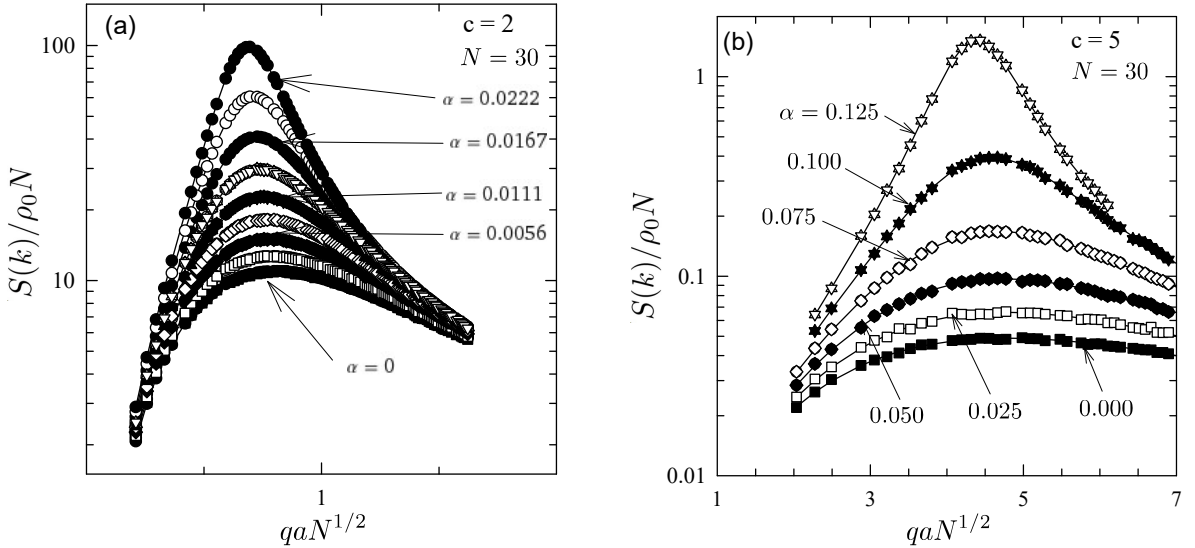 (a)
c = 2
N = 30
100
10
S(k)/ρ₀N
α = 0.0222
α = 0.0167
α = 0.0111
α = 0.0056
α = 0
1
qaN^{1/2}
(b)
c = 5
N = 30
1
0.1
0.01
S(k)/ρ₀N
α = 0.125
0.100
0.075
0.050
0.025
0.000
1 3 5 7
qaN^{1/2}